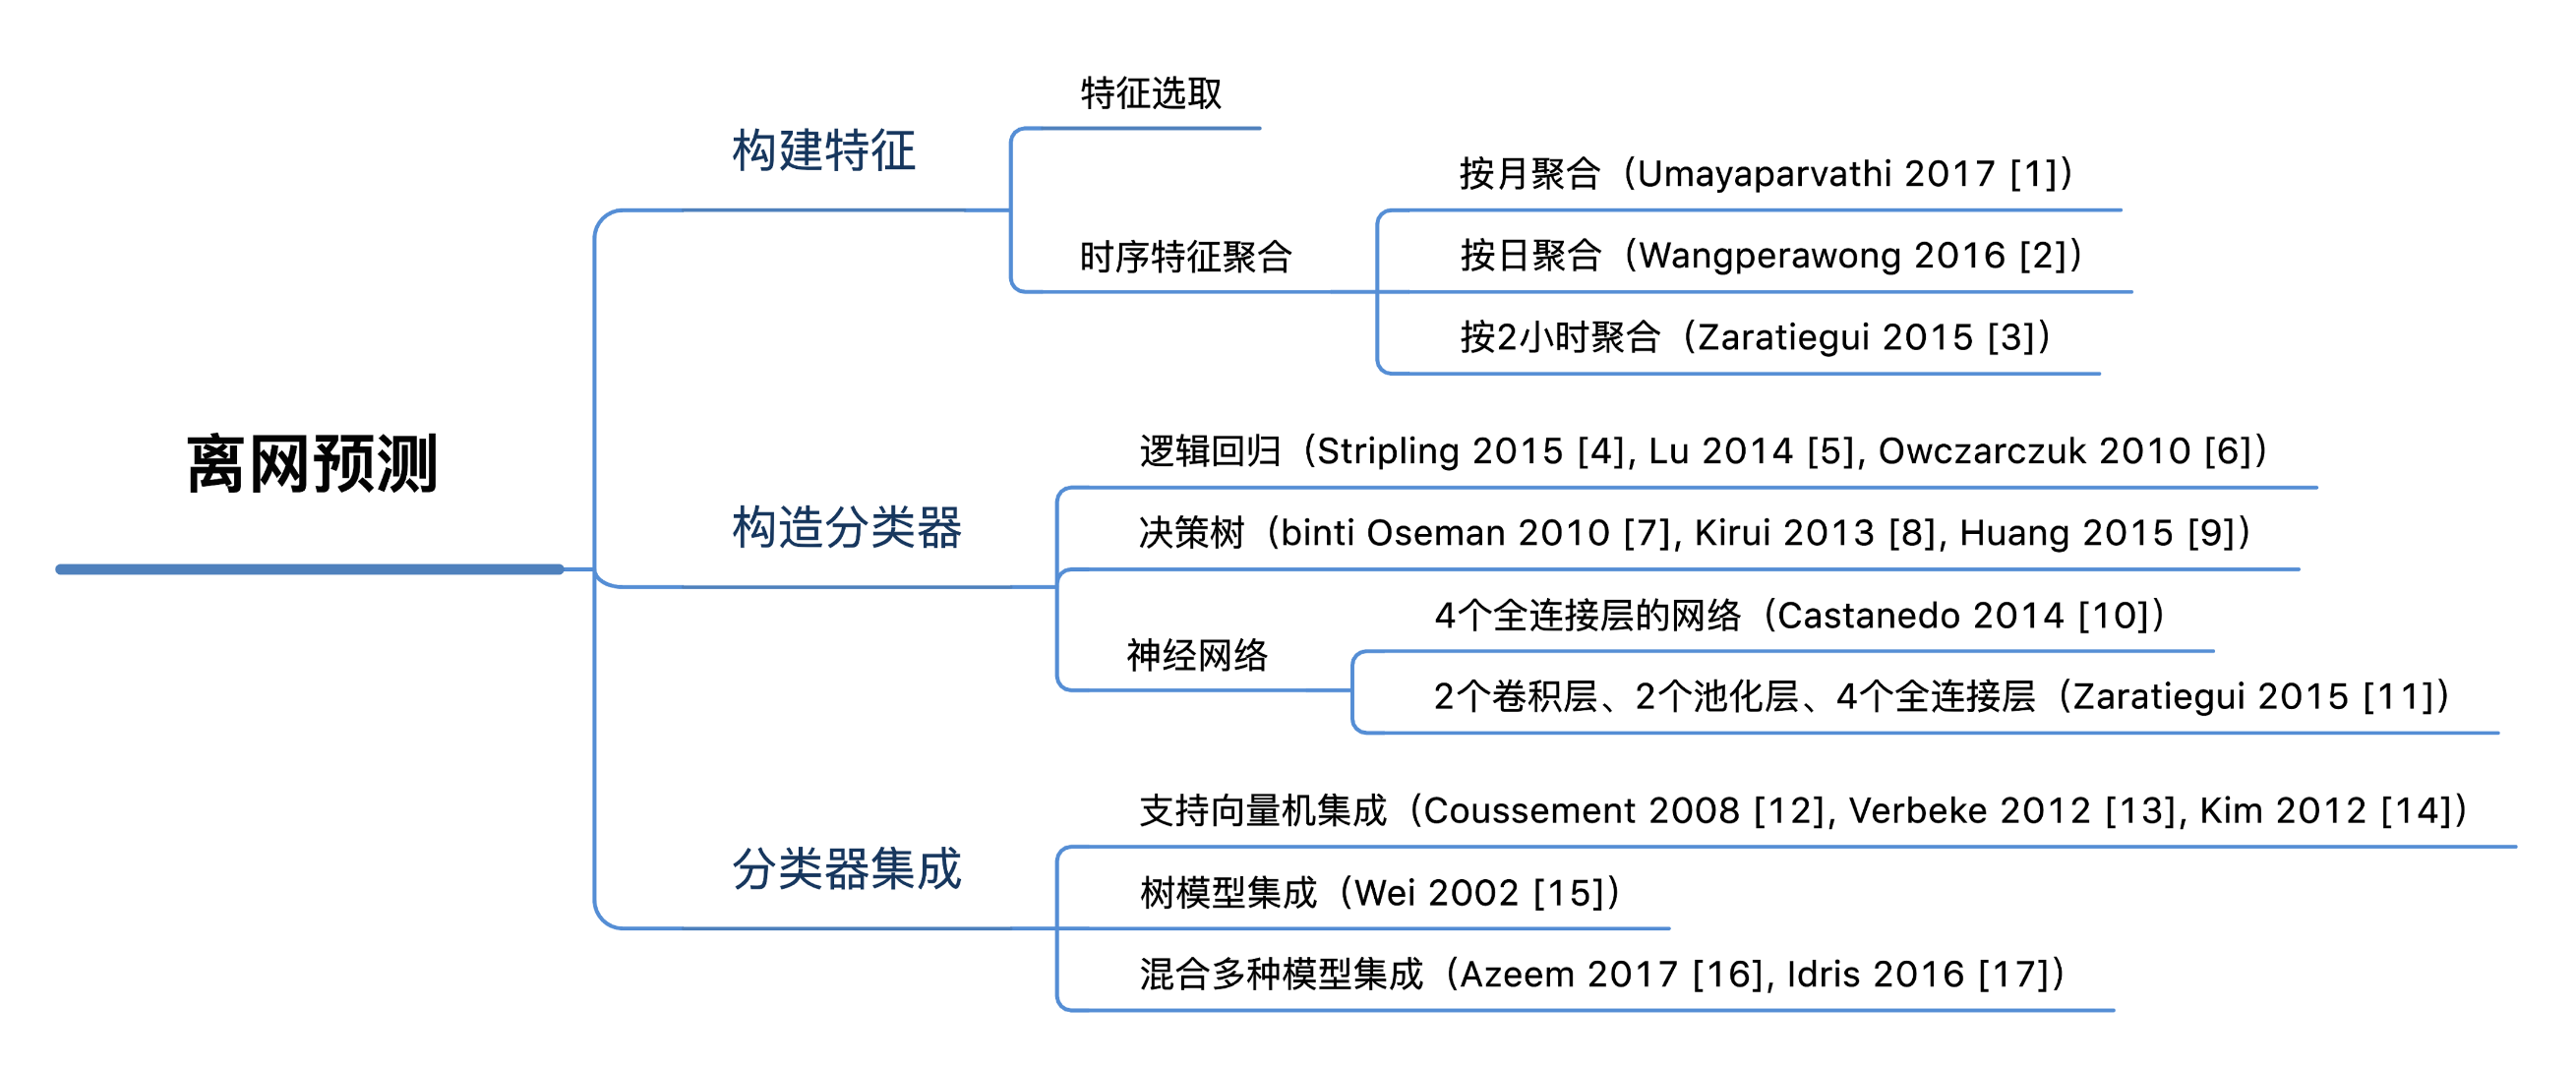 离网预测
构建特征
特征选取
时序特征聚合
按月聚合（Umayaparvathi 2017 [1]）
按日聚合（Wangperawong 2016 [2]）
按2小时聚合（Zaratiegui 2015 [3]）
构造分类器
逻辑回归（Stripling 2015 [4], Lu 2014 [5], Owczarczuk 2010 [6]）
决策树（binti Oseman 2010 [7], Kirui 2013 [8], Huang 2015 [9]）
神经网络
4个全连接层的网络（Castanedo 2014 [10]）
2个卷积层、2个池化层、4个全连接层（Zaratiegui 2015 [11]）
分类器集成
支持向量机集成（Coussement 2008 [12], Verbeke 2012 [13], Kim 2012 [14]）
树模型集成（Wei 2002 [15]）
混合多种模型集成（Azeem 2017 [16], Idris 2016 [17]）